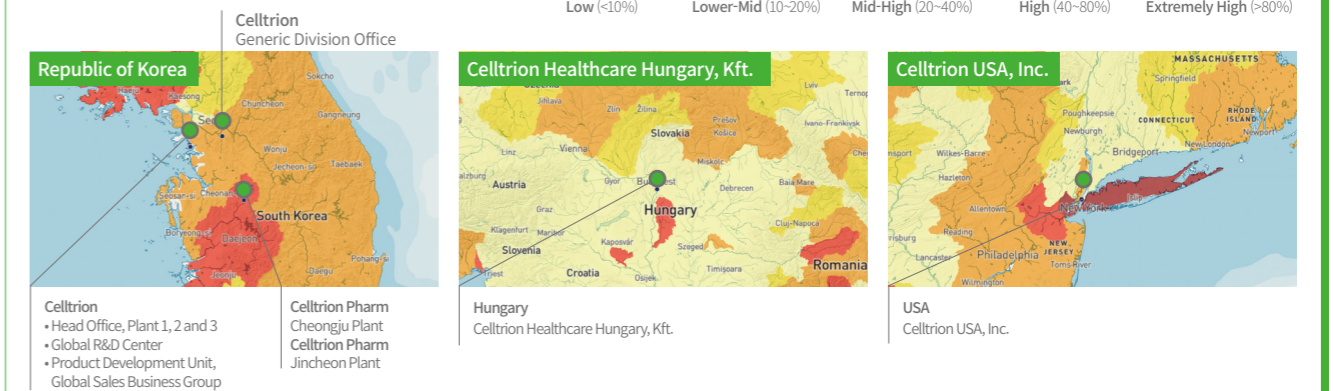 Low (<10%) Lower-Mid (10~20%) Mid-High (20~40%) High (40~80%) Extremely High (>80%)
Celltrion
Generic Division Office
Republic of Korea
Haeju
Kaesong
Sokcho
Chuncheon
Gangneung
Wonju
Jecheon-si
Taebaek
Seosan-si
Cheonan
South Korea
Boryeong-si
Daejeon
Pohang-si
Daegu
Jeonju
Celltrion Healthcare Hungary, Kft.
Jihlava
Zlín
Žilina
Lviv
Prešov
Košice
Ivano-Frankivsk
Slovakia
Linz
Vienna
Miskolc
Austria
Gyor
Debrecen
Baia Mare
Graz
Hungary
Cluj-Napoca
Klagenfurt
Maribor
Kaposvár
Szeged
Slovenia
Croatia
Timișoara
Romania
Osijek
Celltrion USA, Inc.
MASSACHUSETTS
Springfield
Poughkeepsie
CONNECTICUT
RHODE
ISLAND
Newburgh
Newport
New London
Wilkes-Barre
Bridgeport
Hazleton
Allentown
Islip
New York
Reading
NEW
JERSEY
Lancaster
Philadelphia
Toms River
Wilmington
Celltrion
• Head Office, Plant 1, 2 and 3
• Global R&D Center
• Product Development Unit,
Global Sales Business Group
Celltrion Pharm
Cheongju Plant
Celltrion Pharm
Jincheon Plant
Hungary
Celltrion Healthcare Hungary, Kft.
USA
Celltrion USA, Inc.